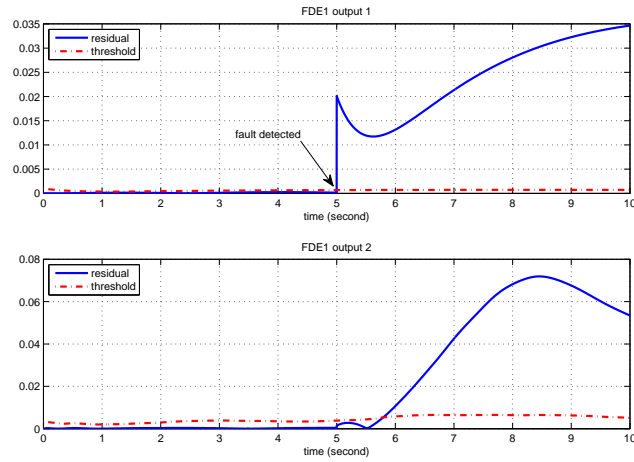 FDE1 output 1
0.035
0.03
0.025
0.02
0.015
0.01
0.005
0
residual
threshold
fault detected
0 1 2 3 4 5 6 7 8 9 10
time (second)
FDE1 output 2
0.08
0.06
0.04
0.02
0
residual
threshold
0 1 2 3 4 5 6 7 8 9 10
time (second)